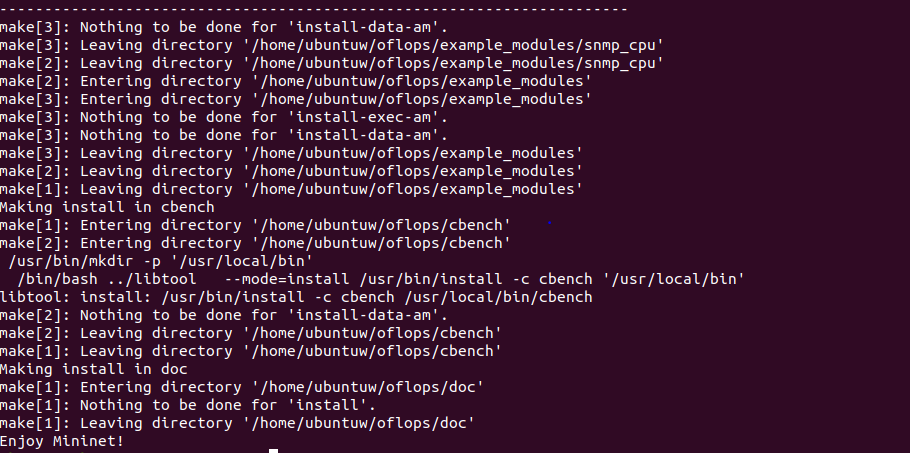 ----------------------------------------------------------------------
make[3]: Nothing to be done for 'install-data-am'.
make[3]: Leaving directory '/home/ubuntuw/oflops/example_modules/snmp_cpu'
make[2]: Leaving directory '/home/ubuntuw/oflops/example_modules/snmp_cpu'
make[2]: Entering directory '/home/ubuntuw/oflops/example_modules'
make[3]: Entering directory '/home/ubuntuw/oflops/example_modules'
make[3]: Nothing to be done for 'install-exec-am'.
make[3]: Nothing to be done for 'install-data-am'.
make[3]: Leaving directory '/home/ubuntuw/oflops/example_modules'
make[2]: Leaving directory '/home/ubuntuw/oflops/example_modules'
make[1]: Leaving directory '/home/ubuntuw/oflops/example_modules'
Making install in cbench
make[1]: Entering directory '/home/ubuntuw/oflops/cbench'
make[2]: Entering directory '/home/ubuntuw/oflops/cbench'
 /usr/bin/mkdir -p '/usr/local/bin'
  /bin/bash ../libtool   --mode=install /usr/bin/install -c cbench '/usr/local/bin'
libtool: install: /usr/bin/install -c cbench /usr/local/bin/cbench
make[2]: Nothing to be done for 'install-data-am'.
make[2]: Leaving directory '/home/ubuntuw/oflops/cbench'
make[1]: Leaving directory '/home/ubuntuw/oflops/cbench'
Making install in doc
make[1]: Entering directory '/home/ubuntuw/oflops/doc'
make[1]: Nothing to be done for 'install'.
make[1]: Leaving directory '/home/ubuntuw/oflops/doc'
Enjoy Mininet!